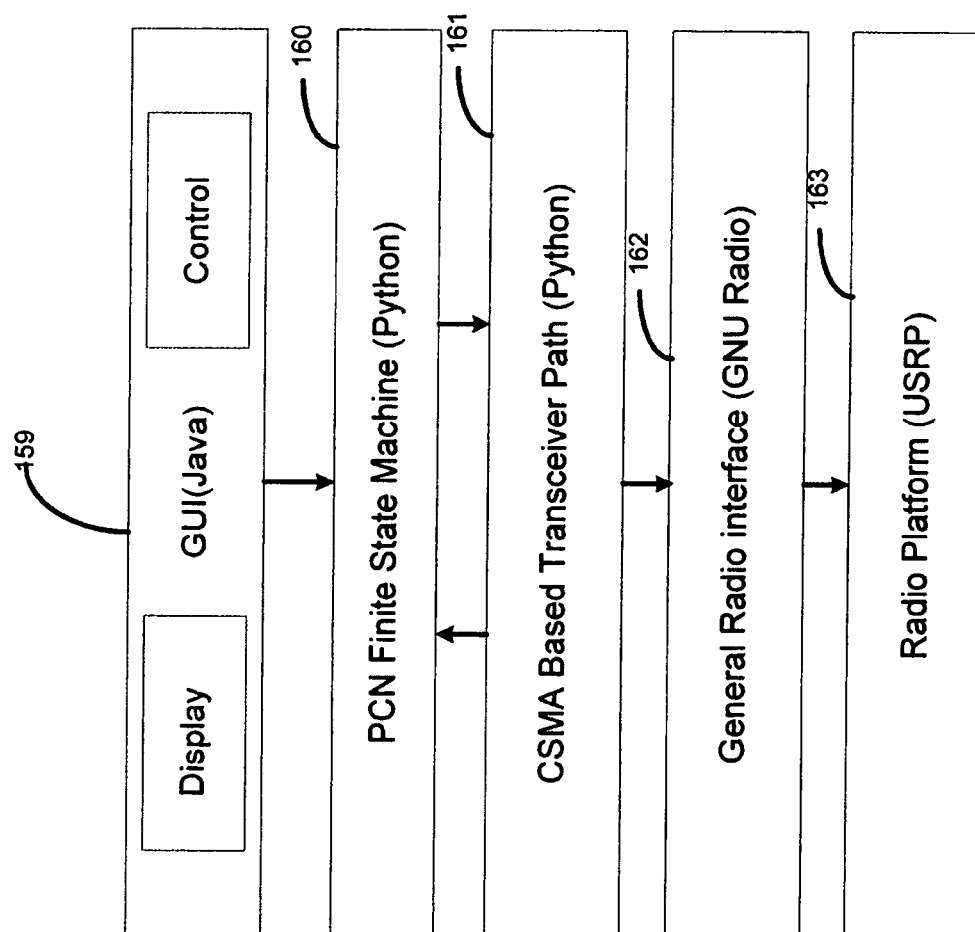 159
Display
GUI(Java)
Control
160
PCN Finite State Machine (Python)
161
CSMA Based Transceiver Path (Python)
162
General Radio interface (GNU Radio)
163
Radio Platform (USRP)